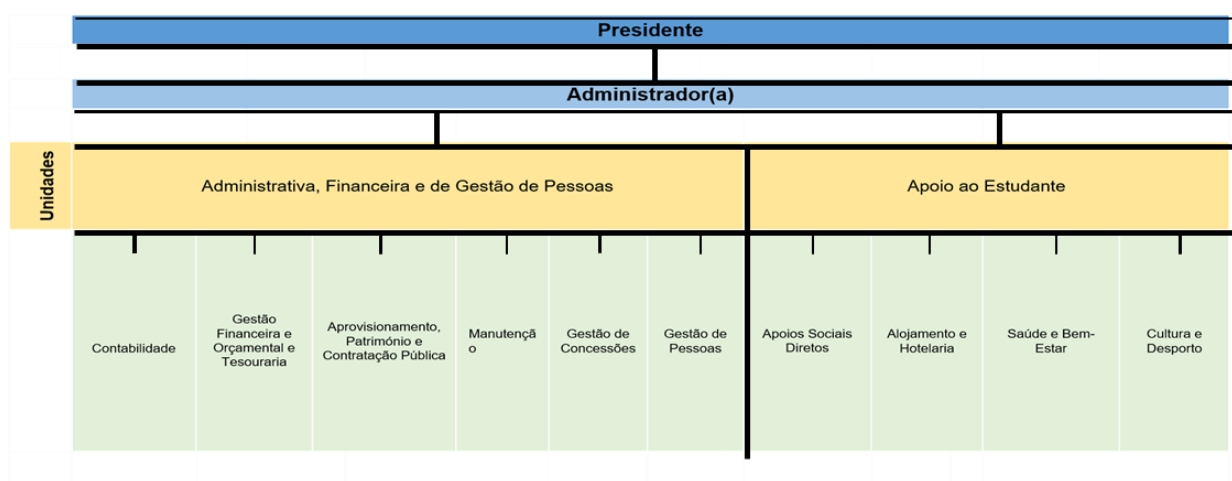 Presidente
Administrador(a)
Unidades
Administrativa, Financeira e de Gestão de Pessoas
Apoio ao Estudante
Contabilidade
Gestão
Financeira e
Orçamental e
Tesouraria
Aprovisionamento,
Património e
Contratação Pública
Manutençã
o
Gestão de
Concessões
Gestão de
Pessoas
Apoios Sociais
Diretos
Alojamento e
Hotelaria
Saúde e Bem-
Estar
Cultura e
Desporto